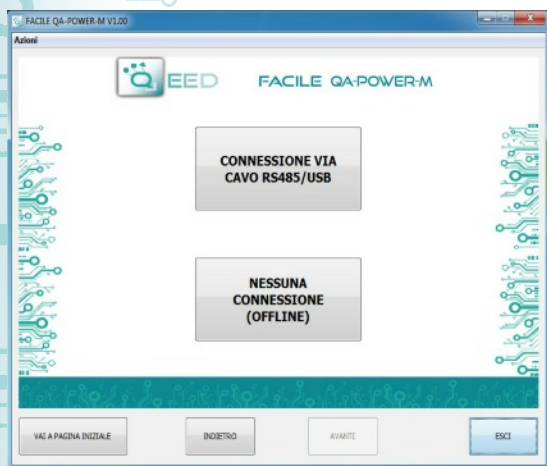 FACILE QA-POWER-M V1.00
Azioni
QEED FACILE QA-POWER-M
CONNESSIONE VIA
CAVO RS485/USB
NESSUNA
CONNESSIONE
(OFFLINE)
VAI A PAGINA INIZIALE INDIETRO AVANTI ESCI